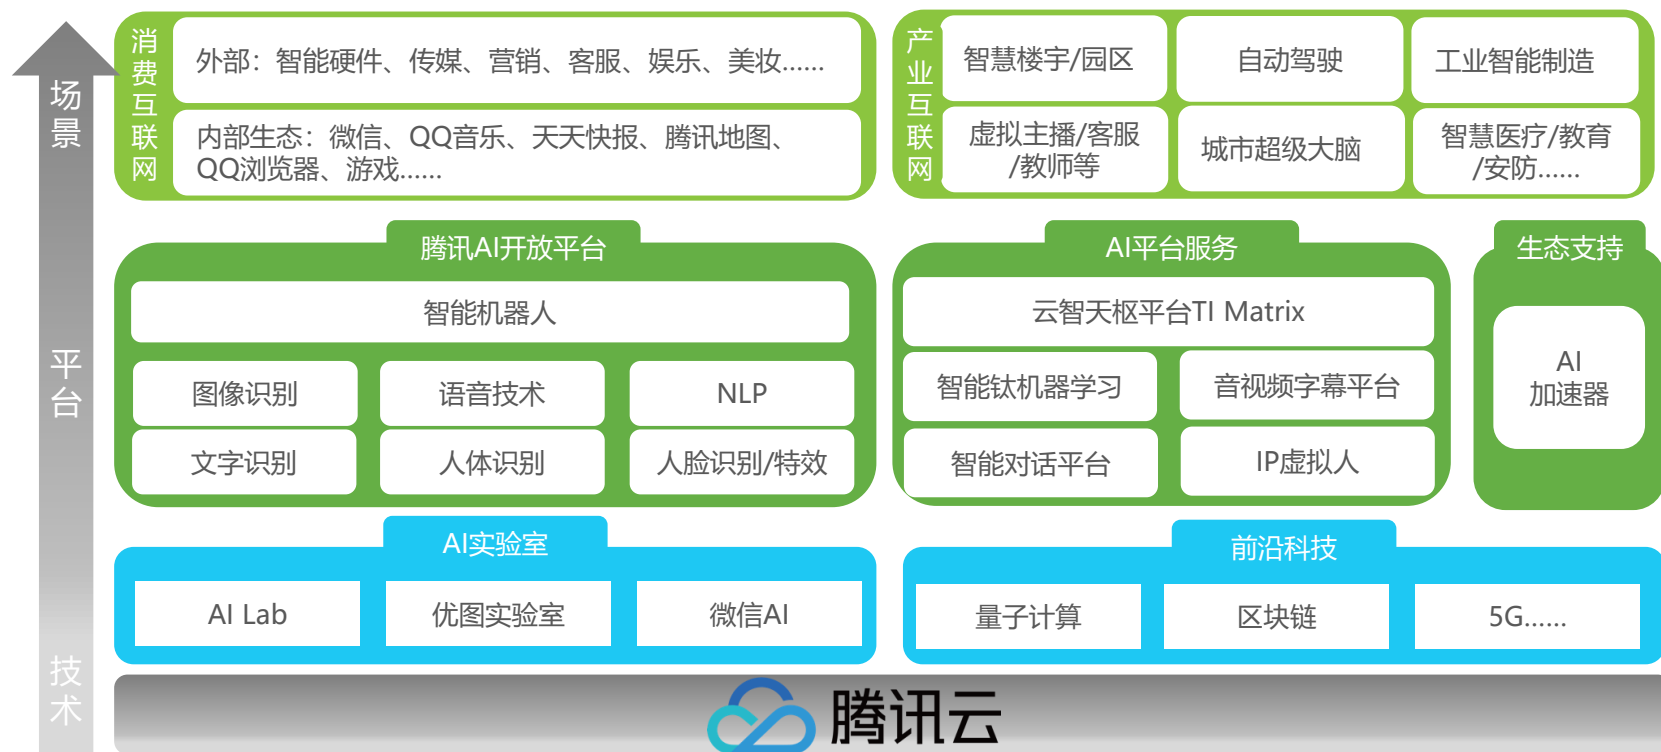 场景
消费互联网
外部：智能硬件、传媒、营销、客服、娱乐、美妆......
内部生态：微信、QQ音乐、天天快报、腾讯地图、
QQ浏览器、游戏......
产业互联网
智慧楼宇/园区
自动驾驶
工业智能制造
虚拟主播/客服
/教师等
城市超级大脑
智慧医疗/教育
/安防......
平台
腾讯AI开放平台
智能机器人
图像识别
语音技术
NLP
文字识别
人体识别
人脸识别/特效
AI平台服务
云智天枢平台TI Matrix
智能钛机器学习
音视频字幕平台
智能对话平台
IP虚拟人
生态支持
AI
加速器
技术
AI实验室
AI Lab
优图实验室
微信AI
前沿科技
量子计算
区块链
5G......
腾讯云